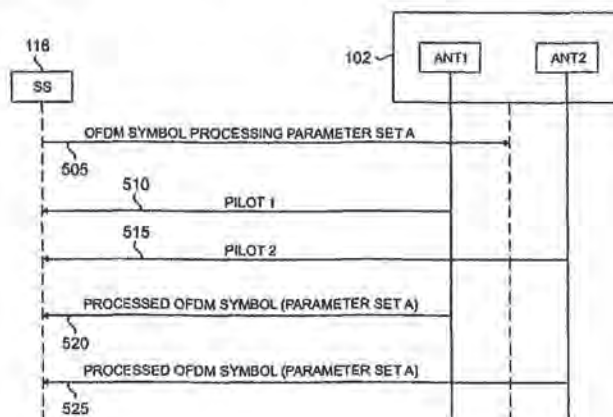 116
SS
102
ANT1
ANT2
OFDM SYMBOL PROCESSING PARAMETER SET A
505
510
PILOT 1
515
PILOT 2
PROCESSED OFDM SYMBOL (PARAMETER SET A)
520
PROCESSED OFDM SYMBOL (PARAMETER SET A)
525